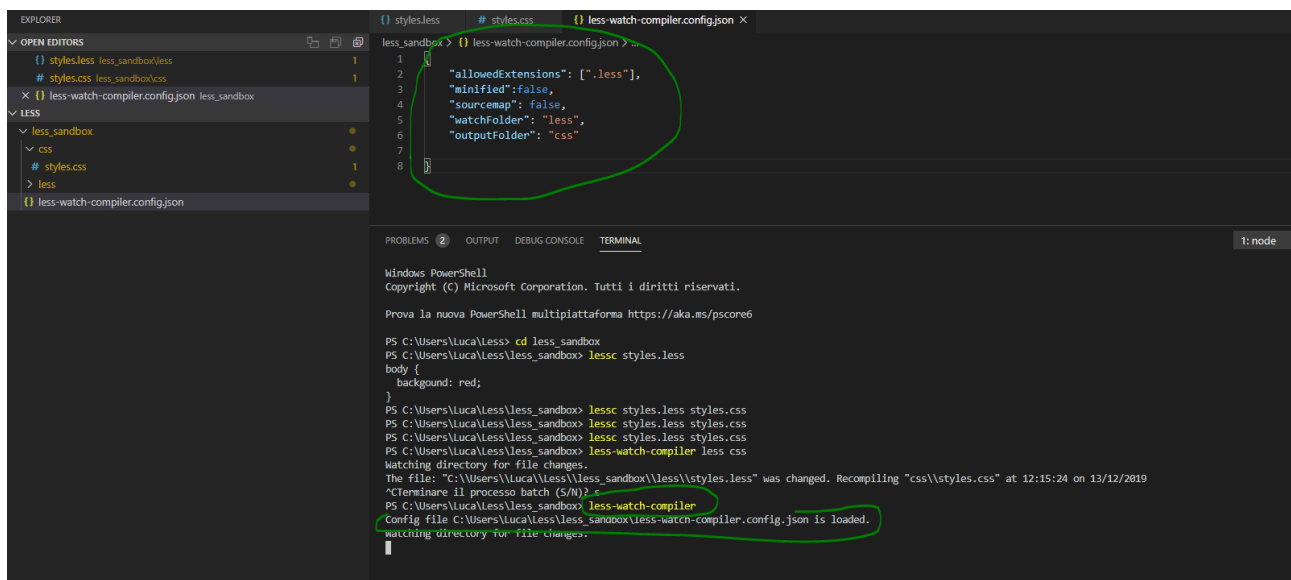 EXPLORER
OPEN EDITORS
{} styles.less less_sandbox\less 1
# styles.css less_sandbox\css 1
× {} less-watch-compiler.config.json less_sandbox
LESS
less_sandbox
css
# styles.css 1
less
{} less-watch-compiler.config.json
{} styles.less # styles.css {} less-watch-compiler.config.json ×
less_sandbox > {} less-watch-compiler.config.json > ...
1 {
2 "allowedExtensions": [".less"],
3 "minified":false,
4 "sourcemap": false,
5 "watchFolder": "less",
6 "outputFolder": "css"
7
8 }
PROBLEMS 2 OUTPUT DEBUG CONSOLE TERMINAL 1: node
Windows PowerShell
Copyright (C) Microsoft Corporation. Tutti i diritti riservati.
Prova la nuova PowerShell multipiattaforma https://aka.ms/pscore6
PS C:\Users\Luca\Less> cd less_sandbox
PS C:\Users\Luca\Less\less_sandbox> lessc styles.less
body {
backgound: red;
}
PS C:\Users\Luca\Less\less_sandbox> lessc styles.less styles.css
PS C:\Users\Luca\Less\less_sandbox> lessc styles.less styles.css
PS C:\Users\Luca\Less\less_sandbox> lessc styles.less styles.css
PS C:\Users\Luca\Less\less_sandbox> less-watch-compiler less css
Watching directory for file changes.
The file: "C:\\Users\\Luca\\Less\\less_sandbox\\less\\styles.less" was changed. Recompiling "css\\styles.css" at 12:15:24 on 13/12/2019
^CTerminare il processo batch (S/N)? s
PS C:\Users\Luca\Less\less_sandbox> less-watch-compiler
Config file C:\Users\Luca\Less\less_sandbox\less-watch-compiler.config.json is loaded.
Watching directory for file changes.